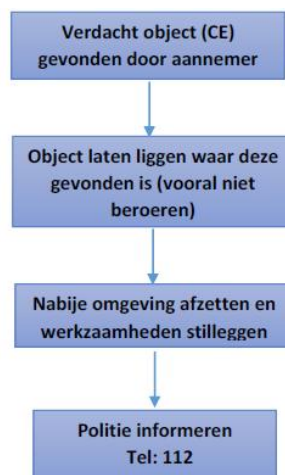 Verdacht object (CE)
gevonden door aannemer
Object laten liggen waar deze
gevonden is (vooral niet
beroeren)
Nabije omgeving afzetten en
werkzaamheden stilleggen
Politie informeren
Tel: 112